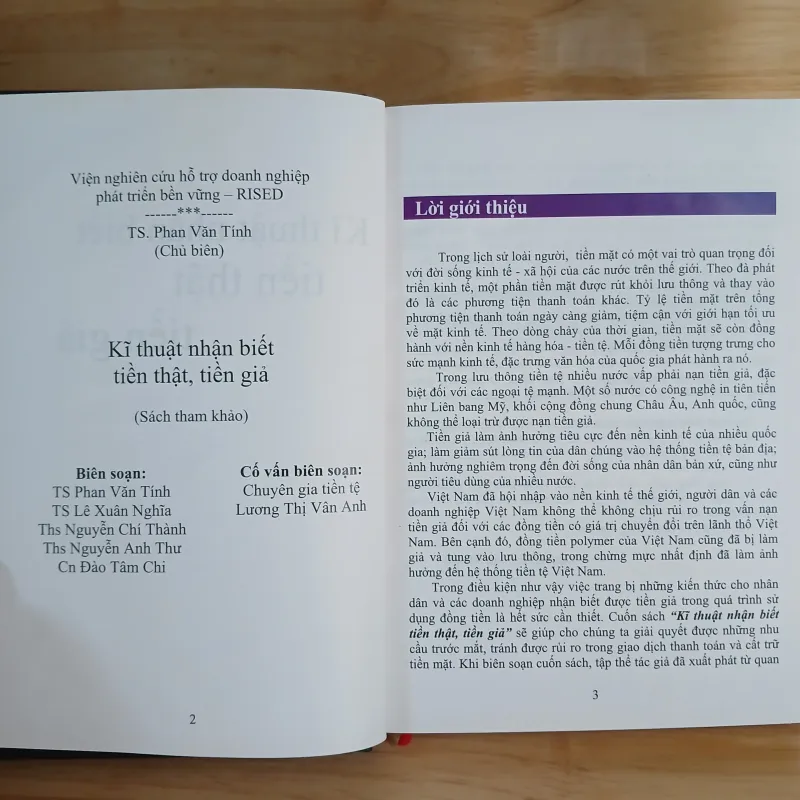 Viện nghiên cứu hỗ trợ doanh nghiệp
phát triển bền vững – RISED
------***------
TS. Phan Văn Tính
(Chủ biên)
Kĩ thuật nhận biết
tiền thật, tiền giả
(Sách tham khảo)
Biên soạn:
TS Phan Văn Tính
TS Lê Xuân Nghĩa
Ths Nguyễn Chí Thành
Ths Nguyễn Anh Thư
Cn Đào Tâm Chi
Cố vấn biên soạn:
Chuyên gia tiền tệ
Lương Thị Vân Anh
2
Lời giới thiệu
Trong lịch sử loài người, tiền mặt có một vai trò quan trọng đối
với đời sống kinh tế - xã hội của các nước trên thế giới. Theo đà phát
triển kinh tế, một phần tiền mặt được rút khỏi lưu thông và thay vào
đó là các phương tiện thanh toán khác. Tỷ lệ tiền mặt trên tổng
phương tiện thanh toán ngày càng giảm, tiệm cận với giới hạn tối ưu
về mặt kinh tế. Theo dòng chảy của thời gian, tiền mặt sẽ còn đồng
hành với nền kinh tế hàng hóa - tiền tệ. Mỗi đồng tiền tượng trưng cho
sức mạnh kinh tế, đặc trưng văn hóa của quốc gia phát hành ra nó.
Trong lưu thông tiền tệ nhiều nước vấp phải nạn tiền giả, đặc
biệt đối với các ngoại tệ mạnh. Một số nước có công nghệ in tiên tiến
như Liên bang Mỹ, khối cộng đồng chung Châu Âu, Anh quốc, cũng
không thể loại trừ được nạn tiền giả.
Tiền giả làm ảnh hưởng tiêu cực đến nền kinh tế của nhiều quốc
gia; làm giảm sút lòng tin của dân chúng vào hệ thống tiền tệ bản địa;
ảnh hưởng nghiêm trọng đến đời sống của nhân dân bản xứ, cũng như
người tiêu dùng của nhiều nước.
Việt Nam đã hội nhập vào nền kinh tế thế giới, người dân và các
doanh nghiệp Việt Nam không thể không chịu rủi ro trong vấn nạn
tiền giả đối với các đồng tiền có giá trị chuyển đổi trên lãnh thổ Việt
Nam. Bên cạnh đó, đồng tiền polymer của Việt Nam cũng đã bị làm
giả và tung vào lưu thông, trong chừng mực nhất định đã làm ảnh
hưởng đến hệ thống tiền tệ Việt Nam.
Trong điều kiện như vậy việc trang bị những kiến thức cho nhân
dân và các doanh nghiệp nhận biết được tiền giả trong quá trình sử
dụng đồng tiền là hết sức cần thiết. Cuốn sách “Kĩ thuật nhận biết
tiền thật, tiền giả” sẽ giúp cho chúng ta giải quyết được những nhu
cầu trước mắt, tránh được rủi ro trong giao dịch thanh toán và cất trữ
tiền mặt. Khi biên soạn cuốn sách, tập thể tác giả đã xuất phát từ quan
3